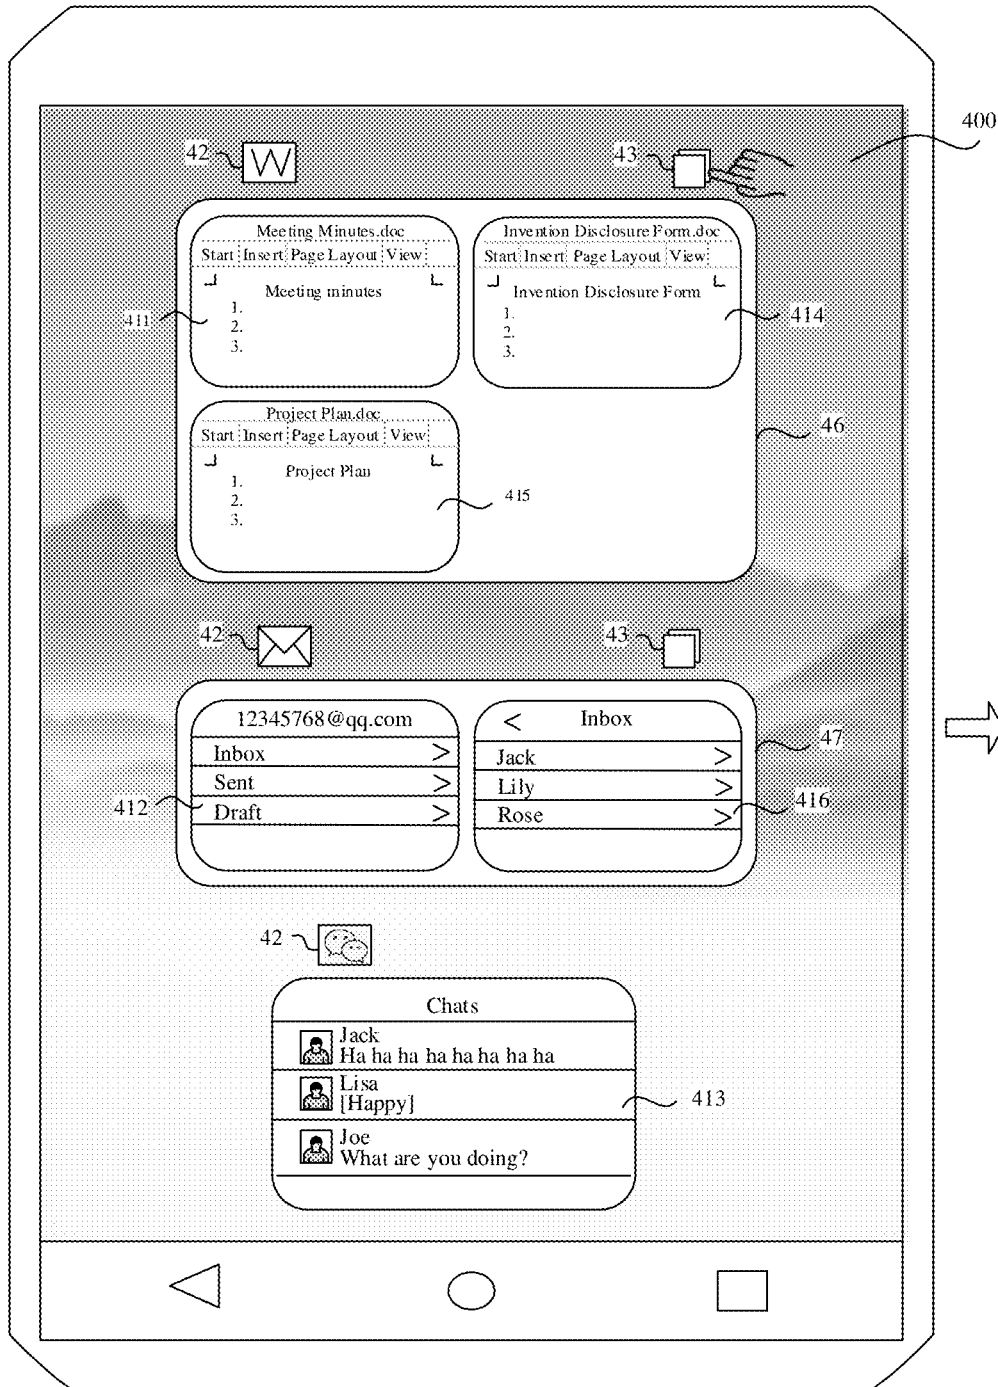 400
42 W 43
Meeting Minutes.doc
Start Insert Page Layout View
Meeting minutes
1.
2.
3.
411
Invention Disclosure Form.doc
Start Insert Page Layout View
Invention Disclosure Form
1.
2.
3.
414
46
Project Plan.doc
Start Insert Page Layout View
Project Plan
1.
2.
3.
415
42 43
12345768@qq.com
Inbox >
Sent >
Draft >
412
< Inbox
Jack >
Lily >
Rose >
47
416
42
Chats
Jack
Ha ha ha ha ha ha ha ha
Lisa
[Happy]
413
Joe
What are you doing?